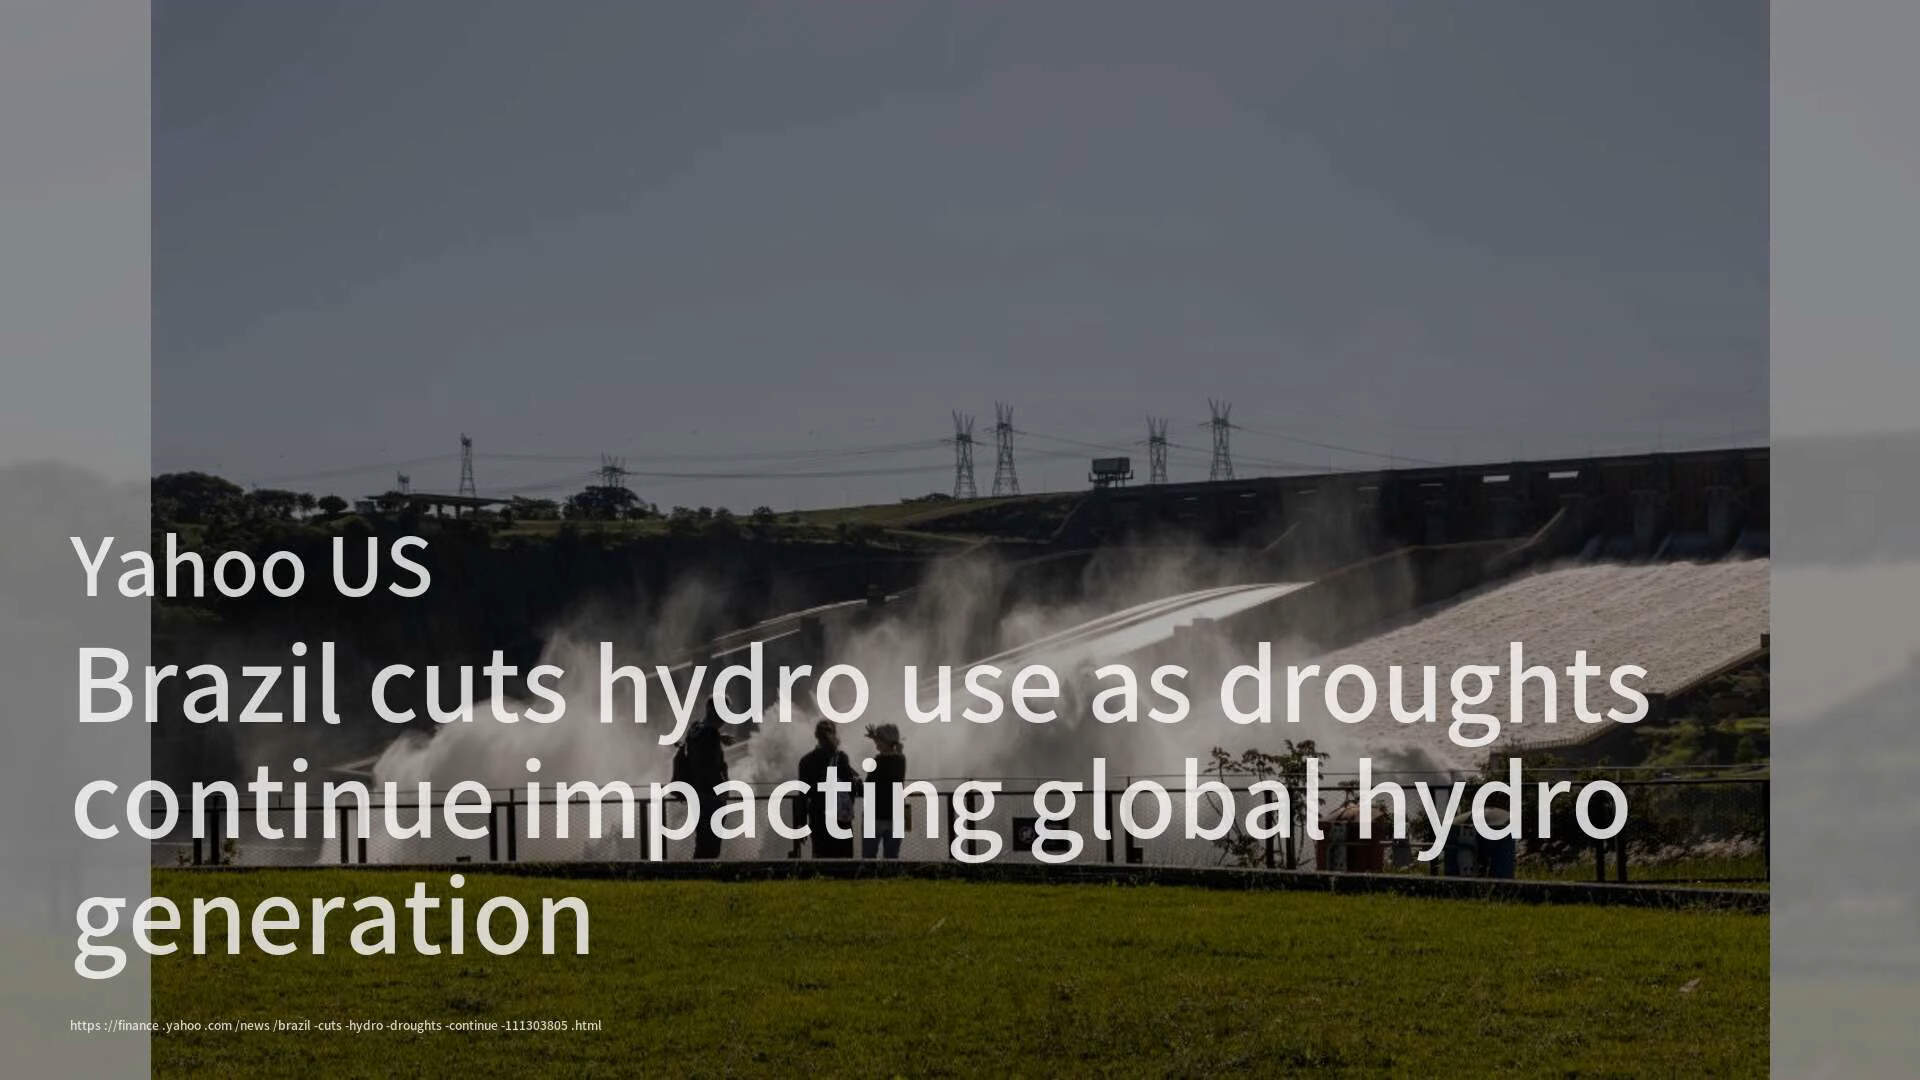 Yahoo US
Brazil cuts hydro use as droughts
continue impacting global hydro
generation
https ://finance .yahoo .com /news /brazil -cuts -hydro -droughts -continue -111303805 .html